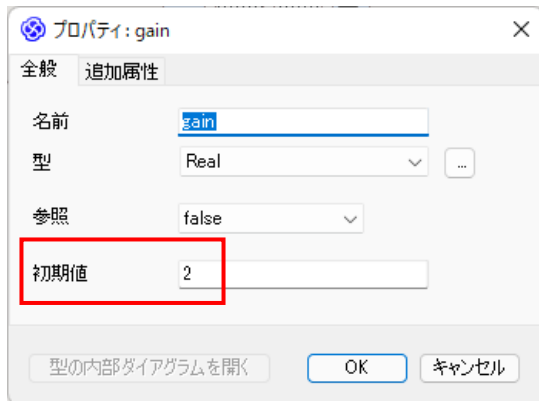 プロパティ : gain
全般 追加属性
名前 gain
型 Real ...
参照 false
初期値 2
型の内部ダイアグラムを開く OK キャンセル